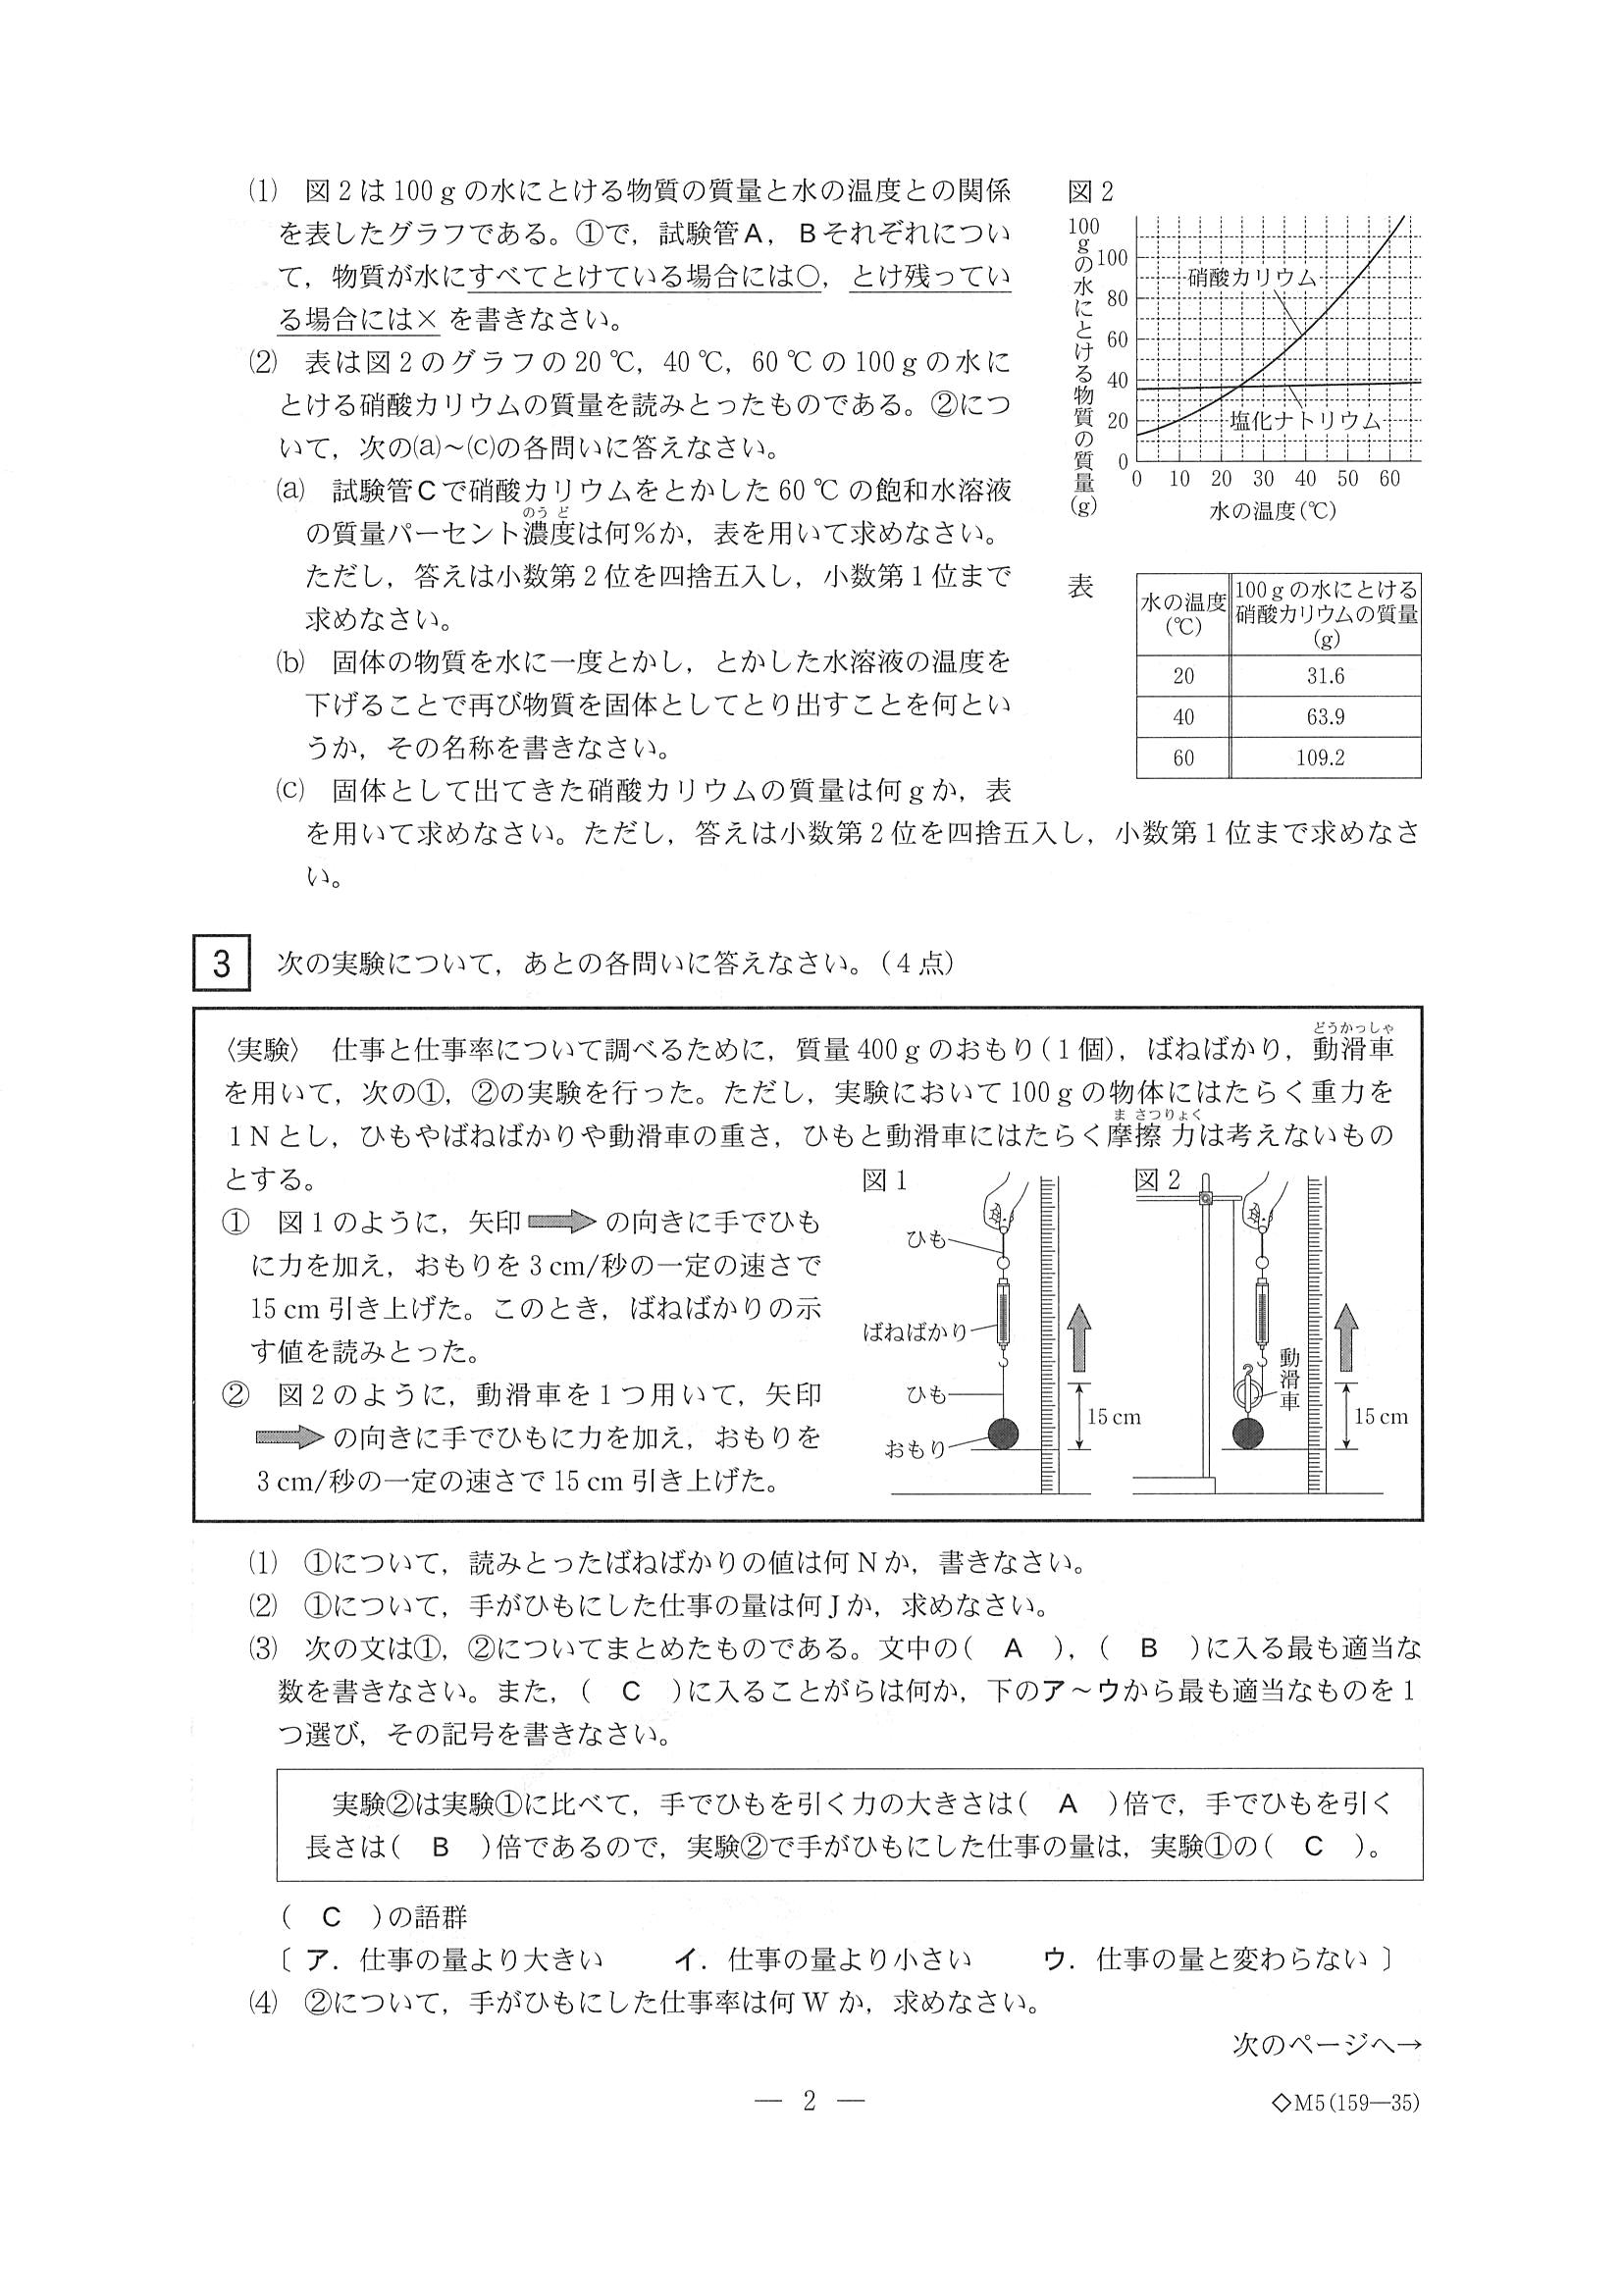 ⑴　図２は100ｇの水にとける物質の質量と水の温度との関係
を表したグラフである。①で，試験管Ａ，Ｂそれぞれについ
て，物質が水にすべてとけている場合には〇，とけ残ってい
る場合には×を書きなさい。
⑵　表は図２のグラフの20℃，40℃，60℃の100ｇの水に
とける硝酸カリウムの質量を読みとったものである。②につ
いて，次の(a)～(c)の各問いに答えなさい。
(a)　試験管Ｃで硝酸カリウムをとかした60℃の飽和水溶液
のうど
の質量パーセント濃度は何％か，表を用いて求めなさい。
ただし，答えは小数第２位を四捨五入し，小数第１位まで
求めなさい。
(b)　固体の物質を水に一度とかし，とかした水溶液の温度を
下げることで再び物質を固体としてとり出すことを何とい
うか，その名称を書きなさい。
(c)　固体として出てきた硝酸カリウムの質量は何ｇか，表
を用いて求めなさい。ただし，答えは小数第２位を四捨五入し，小数第１位まで求めなさ
い。
図２
100ｇの水にとける物質の質量(g)
100
80
60
40
20
0
硝酸カリウム
塩化ナトリウム
0　10　20　30　40　50　60
水の温度(℃)
表
水の温度(℃)　100ｇの水にとける硝酸カリウムの質量(g)
20　31.6
40　63.9
60　109.2
3　次の実験について，あとの各問いに答えなさい。（４点）
どうかっしゃ
〈実験〉　仕事と仕事率について調べるために，質量400ｇのおもり（１個），ばねばかり，動滑車
を用いて，次の①，②の実験を行った。ただし，実験において100ｇの物体にはたらく重力を
まさつりょく
１Ｎとし，ひもやばねばかりや動滑車の重さ，ひもと動滑車にはたらく摩擦力は考えないもの
とする。
①　図１のように，矢印の向きに手でひも
に力を加え，おもりを３cm/秒の一定の速さで
15cm引き上げた。このとき，ばねばかりの示
す値を読みとった。
②　図２のように，動滑車を１つ用いて，矢印
の向きに手でひもに力を加え，おもりを
３cm/秒の一定の速さで15cm引き上げた。
図１
ひも
ばねばかり
ひも
おもり
15cm
図２
動滑車
15cm
⑴　①について，読みとったばねばかりの値は何Ｎか，書きなさい。
⑵　①について，手がひもにした仕事の量は何Ｊか，求めなさい。
⑶　次の文は①，②についてまとめたものである。文中の（　Ａ　），（　Ｂ　）に入る最も適当な
数を書きなさい。また，（　Ｃ　）に入ることがらは何か，下のア～ウから最も適当なものを１
つ選び，その記号を書きなさい。
実験②は実験①に比べて，手でひもを引く力の大きさは（　Ａ　）倍で，手でひもを引く
長さは（　Ｂ　）倍であるので，実験②で手がひもにした仕事の量は，実験①の（　Ｃ　）。
（　Ｃ　）の語群
〔　ア．仕事の量より大きい　　イ．仕事の量より小さい　　ウ．仕事の量と変わらない　〕
⑷　②について，手がひもにした仕事率は何Ｗか，求めなさい。
次のページへ→
― 2 ―
◇M5(159―35)